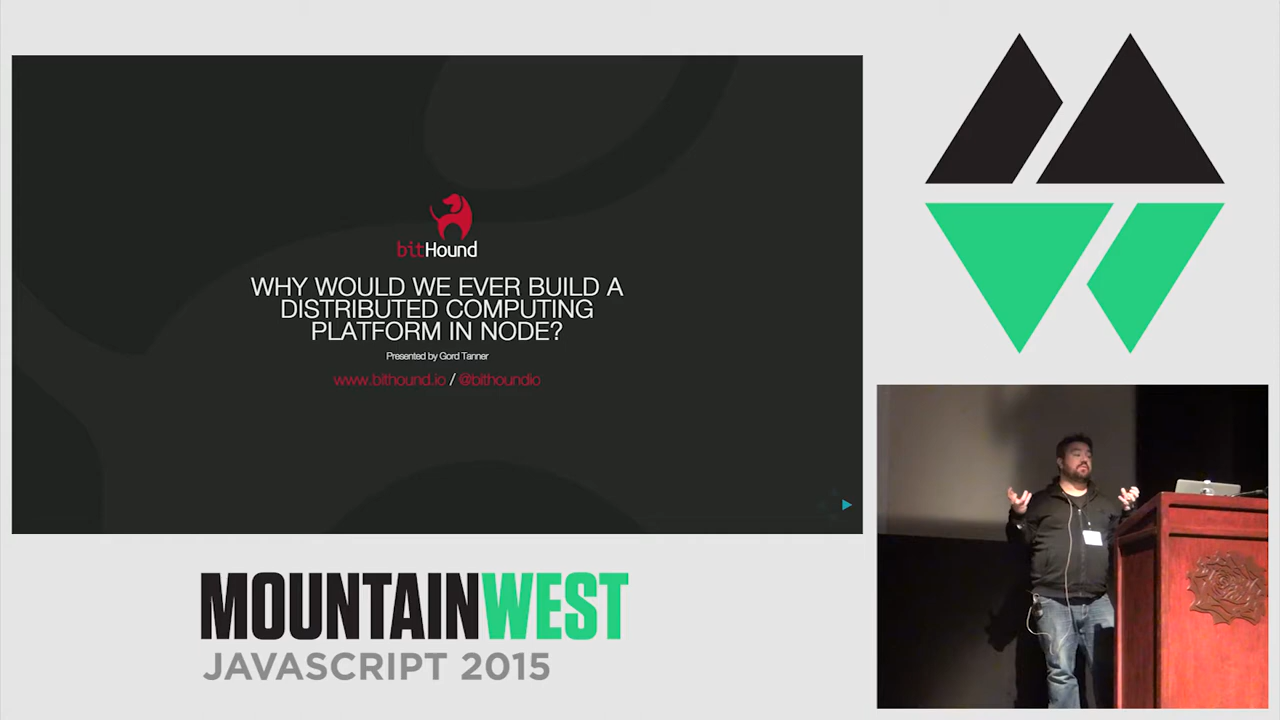 bitHound
WHY WOULD WE EVER BUILD A
DISTRIBUTED COMPUTING
PLATFORM IN NODE?
Presented by Gord Tanner
www.bithound.io / @bithoundio
MOUNTAINWEST
JAVASCRIPT 2015